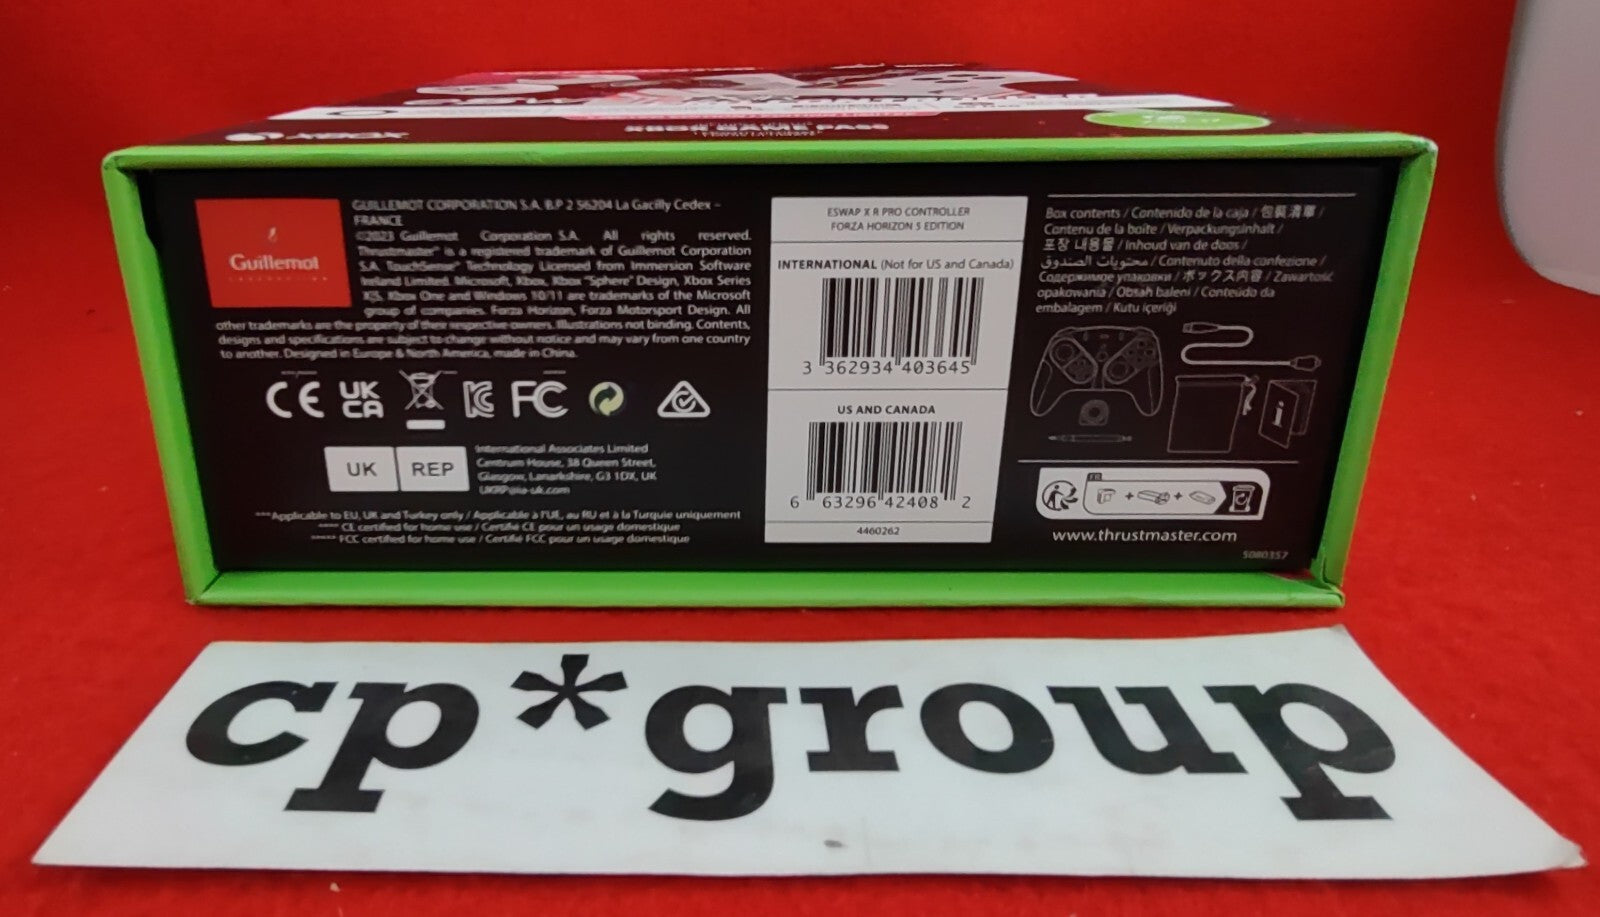 XBOX
XBOX GAME PASS
Guillemot
CORPORATION
GUILLEMOT CORPORATION S.A. B.P 2 56204 La Gacilly Cedex –
FRANCE
©2023 Guillemot Corporation S.A. All rights reserved.
Thrustmaster® is a registered trademark of Guillemot Corporation
S.A. TouchSense® Technology Licensed from Immersion Software
Ireland Limited. Microsoft, Xbox, Xbox "Sphere" Design, Xbox Series
X|S, Xbox One and Windows 10/11 are trademarks of the Microsoft
group of companies. Forza Horizon, Forza Motorsport Design. All
other trademarks are the property of their respective owners. Illustrations not binding. Contents,
designs and specifications are subject to change without notice and may vary from one country
to another. Designed in Europe & North America, made in China.
CE UK CA FC
UK REP
International Associates Limited
Centrum House, 38 Queen Street,
Glasgow, Lanarkshire, G3 1DX, UK
UKRP@ia-uk.com
***Applicable to EU, UK and Turkey only / Applicable à l'UE, au RU et à la Turquie uniquement
**** CE certified for home use / Certifié CE pour un usage domestique
***** FCC certified for home use / Certifié FCC pour un usage domestique
ESWAP X R PRO CONTROLLER
FORZA HORIZON 5 EDITION
INTERNATIONAL (Not for US and Canada)
3 362934 403645
US AND CANADA
6 63296 42408 2
4460262
Box contents / Contenido de la caja / 包裝清單 /
Contenu de la boîte / Verpackungsinhalt /
포장 내용물 / Inhoud van de doos /
محتويات الصندوق / Contenuto della confezione /
Содержимое упаковки / ボックス内容 / Zawartość
opakowania / Obsah balení / Conteúdo da
embalagem / Kutu içeriği
FR
www.thrustmaster.com
5080357
cp*group